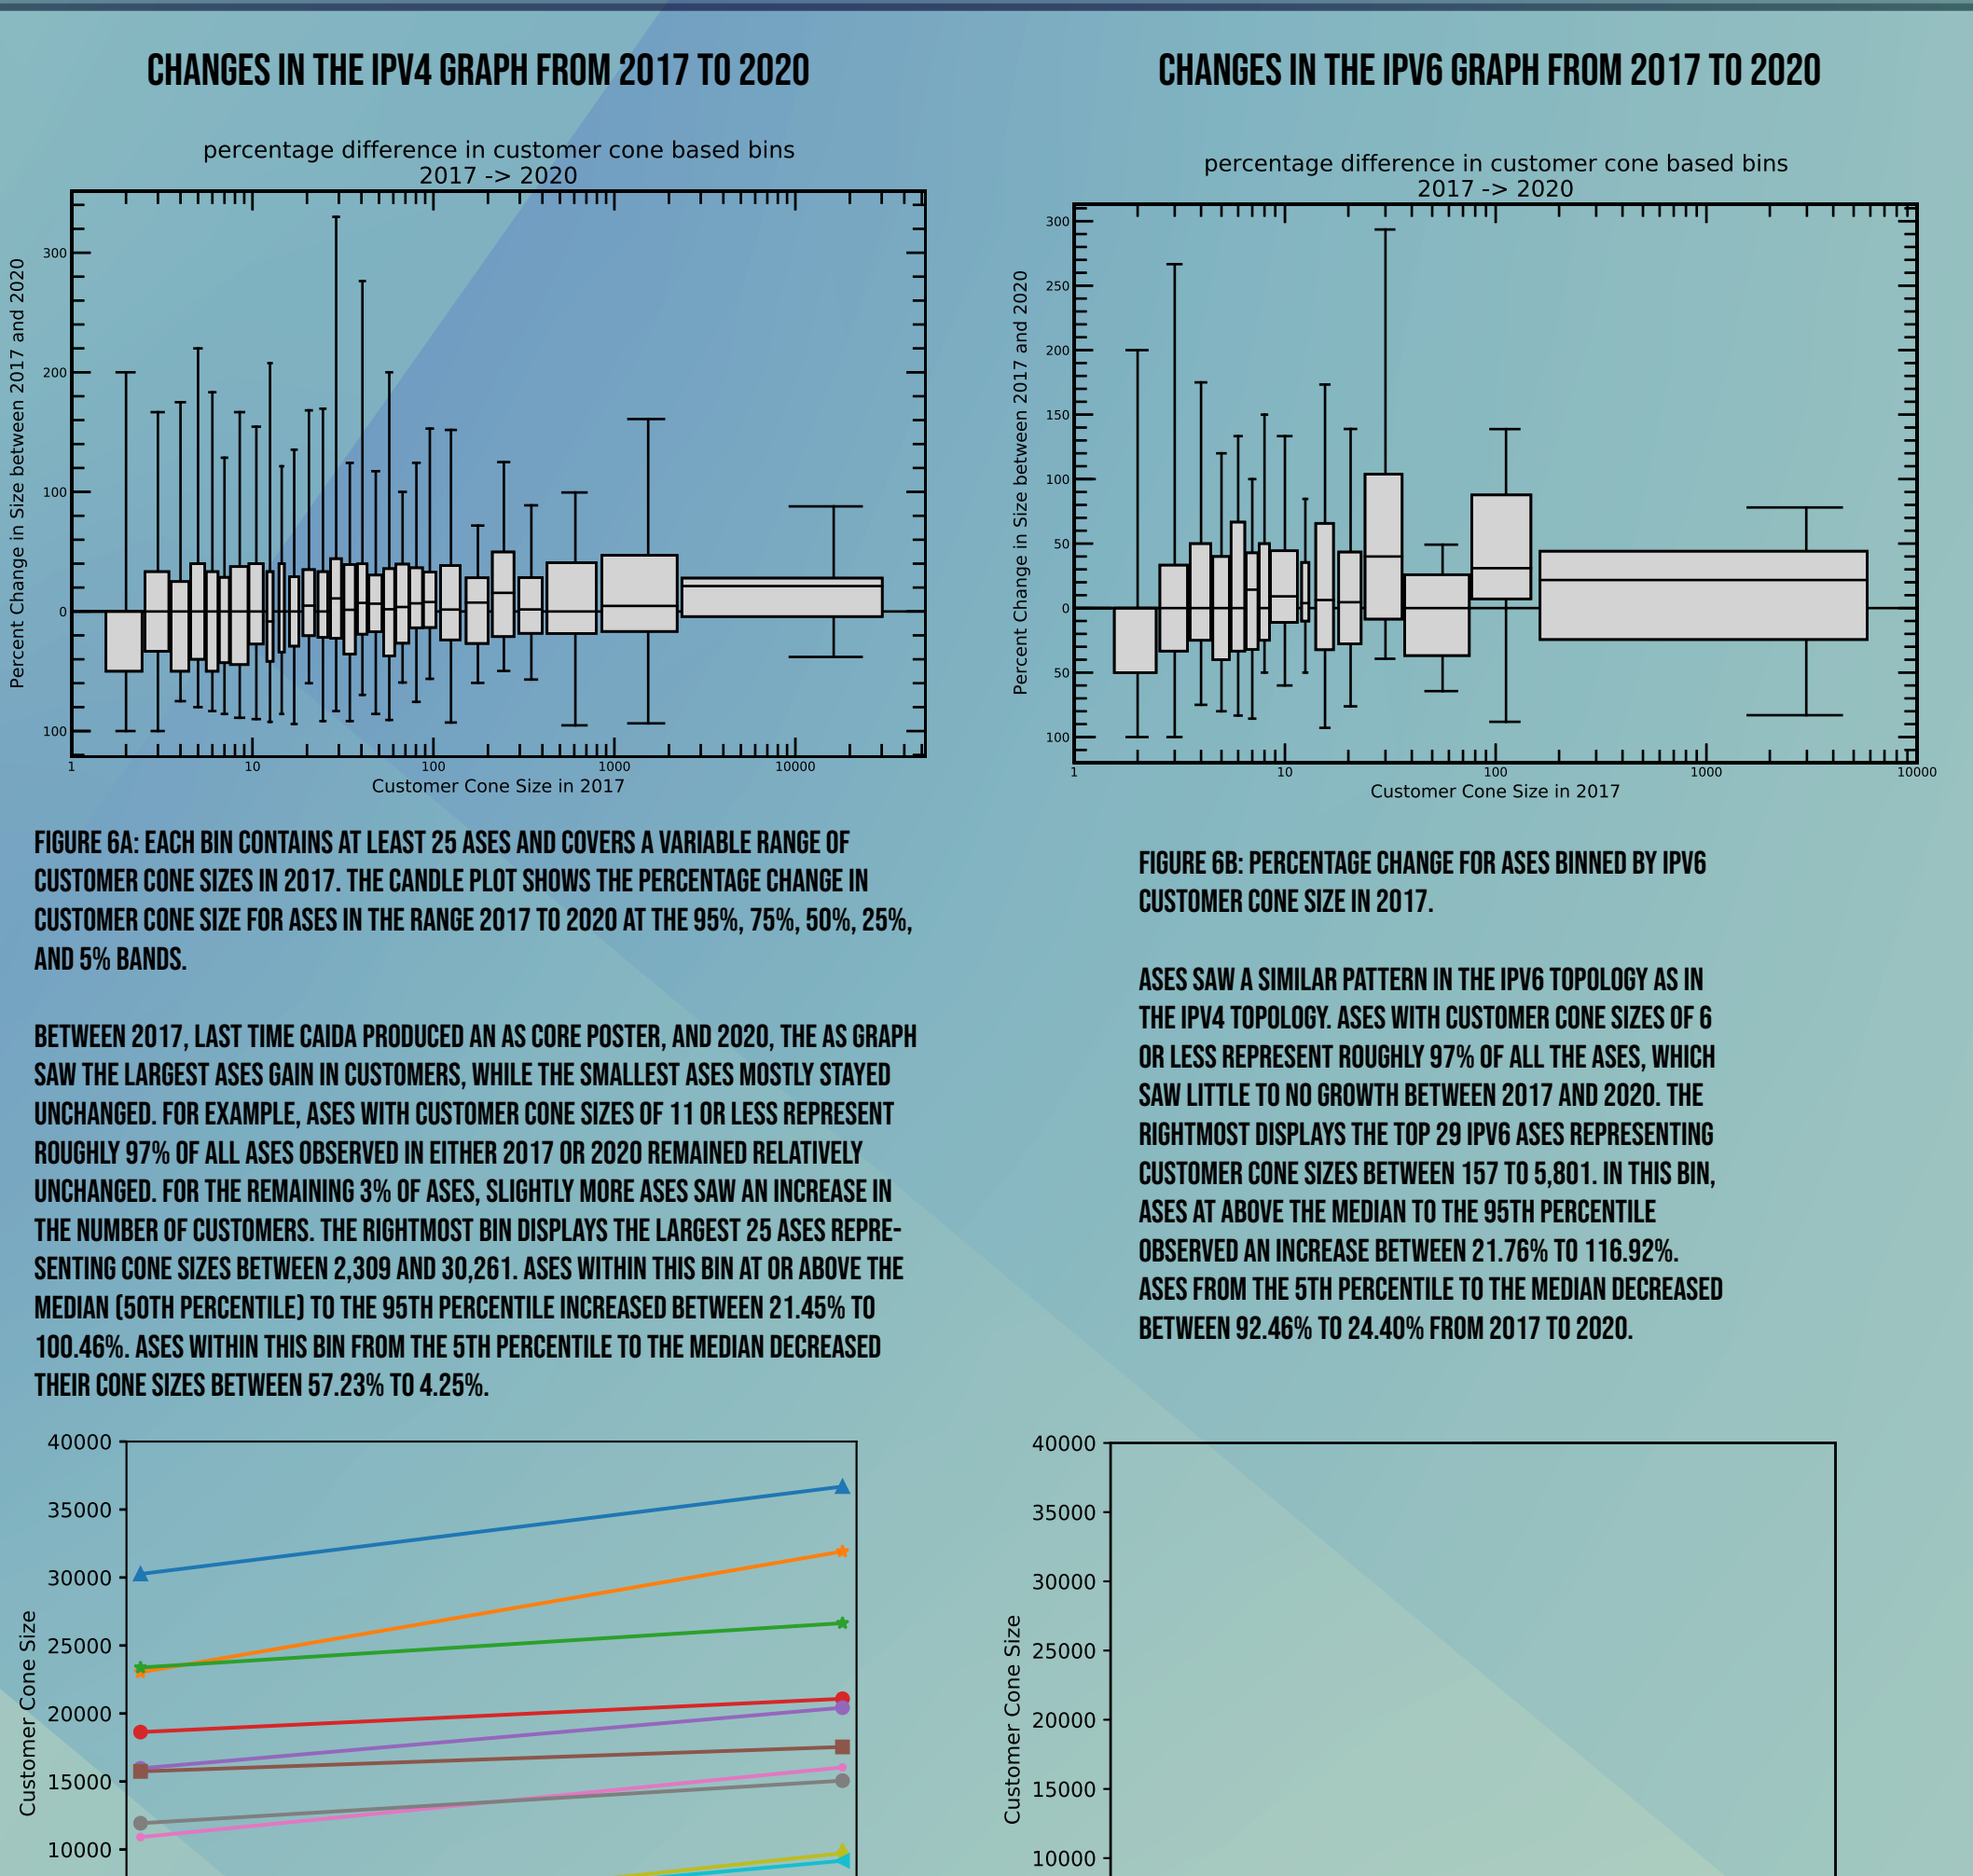 CHANGES IN THE IPV4 GRAPH FROM 2017 TO 2020
percentage difference in customer cone based bins
2017 -> 2020
Percent Change in Size between 2017 and 2020
300
200
100
0
100
1
10
100
1000
10000
Customer Cone Size in 2017
FIGURE 6A: EACH BIN CONTAINS AT LEAST 25 ASES AND COVERS A VARIABLE RANGE OF
CUSTOMER CONE SIZES IN 2017. THE CANDLE PLOT SHOWS THE PERCENTAGE CHANGE IN
CUSTOMER CONE SIZE FOR ASES IN THE RANGE 2017 TO 2020 AT THE 95%, 75%, 50%, 25%,
AND 5% BANDS.
BETWEEN 2017, LAST TIME CAIDA PRODUCED AN AS CORE POSTER, AND 2020, THE AS GRAPH
SAW THE LARGEST ASES GAIN IN CUSTOMERS, WHILE THE SMALLEST ASES MOSTLY STAYED
UNCHANGED. FOR EXAMPLE, ASES WITH CUSTOMER CONE SIZES OF 11 OR LESS REPRESENT
ROUGHLY 97% OF ALL ASES OBSERVED IN EITHER 2017 OR 2020 REMAINED RELATIVELY
UNCHANGED. FOR THE REMAINING 3% OF ASES, SLIGHTLY MORE ASES SAW AN INCREASE IN
THE NUMBER OF CUSTOMERS. THE RIGHTMOST BIN DISPLAYS THE LARGEST 25 ASES REPRE-
SENTING CONE SIZES BETWEEN 2,309 AND 30,261. ASES WITHIN THIS BIN AT OR ABOVE THE
MEDIAN (50TH PERCENTILE) TO THE 95TH PERCENTILE INCREASED BETWEEN 21.45% TO
100.46%. ASES WITHIN THIS BIN FROM THE 5TH PERCENTILE TO THE MEDIAN DECREASED
THEIR CONE SIZES BETWEEN 57.23% TO 4.25%.
40000
35000
30000
25000
20000
15000
10000
Customer Cone Size
CHANGES IN THE IPV6 GRAPH FROM 2017 TO 2020
percentage difference in customer cone based bins
2017 -> 2020
Percent Change in Size between 2017 and 2020
300
250
200
150
100
50
0
50
100
1
10
100
1000
10000
Customer Cone Size in 2017
FIGURE 6B: PERCENTAGE CHANGE FOR ASES BINNED BY IPV6
CUSTOMER CONE SIZE IN 2017.
ASES SAW A SIMILAR PATTERN IN THE IPV6 TOPOLOGY AS IN
THE IPV4 TOPOLOGY. ASES WITH CUSTOMER CONE SIZES OF 6
OR LESS REPRESENT ROUGHLY 97% OF ALL THE ASES, WHICH
SAW LITTLE TO NO GROWTH BETWEEN 2017 AND 2020. THE
RIGHTMOST DISPLAYS THE TOP 29 IPV6 ASES REPRESENTING
CUSTOMER CONE SIZES BETWEEN 157 TO 5,801. IN THIS BIN,
ASES AT ABOVE THE MEDIAN TO THE 95TH PERCENTILE
OBSERVED AN INCREASE BETWEEN 21.76% TO 116.92%.
ASES FROM THE 5TH PERCENTILE TO THE MEDIAN DECREASED
BETWEEN 92.46% TO 24.40% FROM 2017 TO 2020.
40000
35000
30000
25000
20000
15000
10000
Customer Cone Size